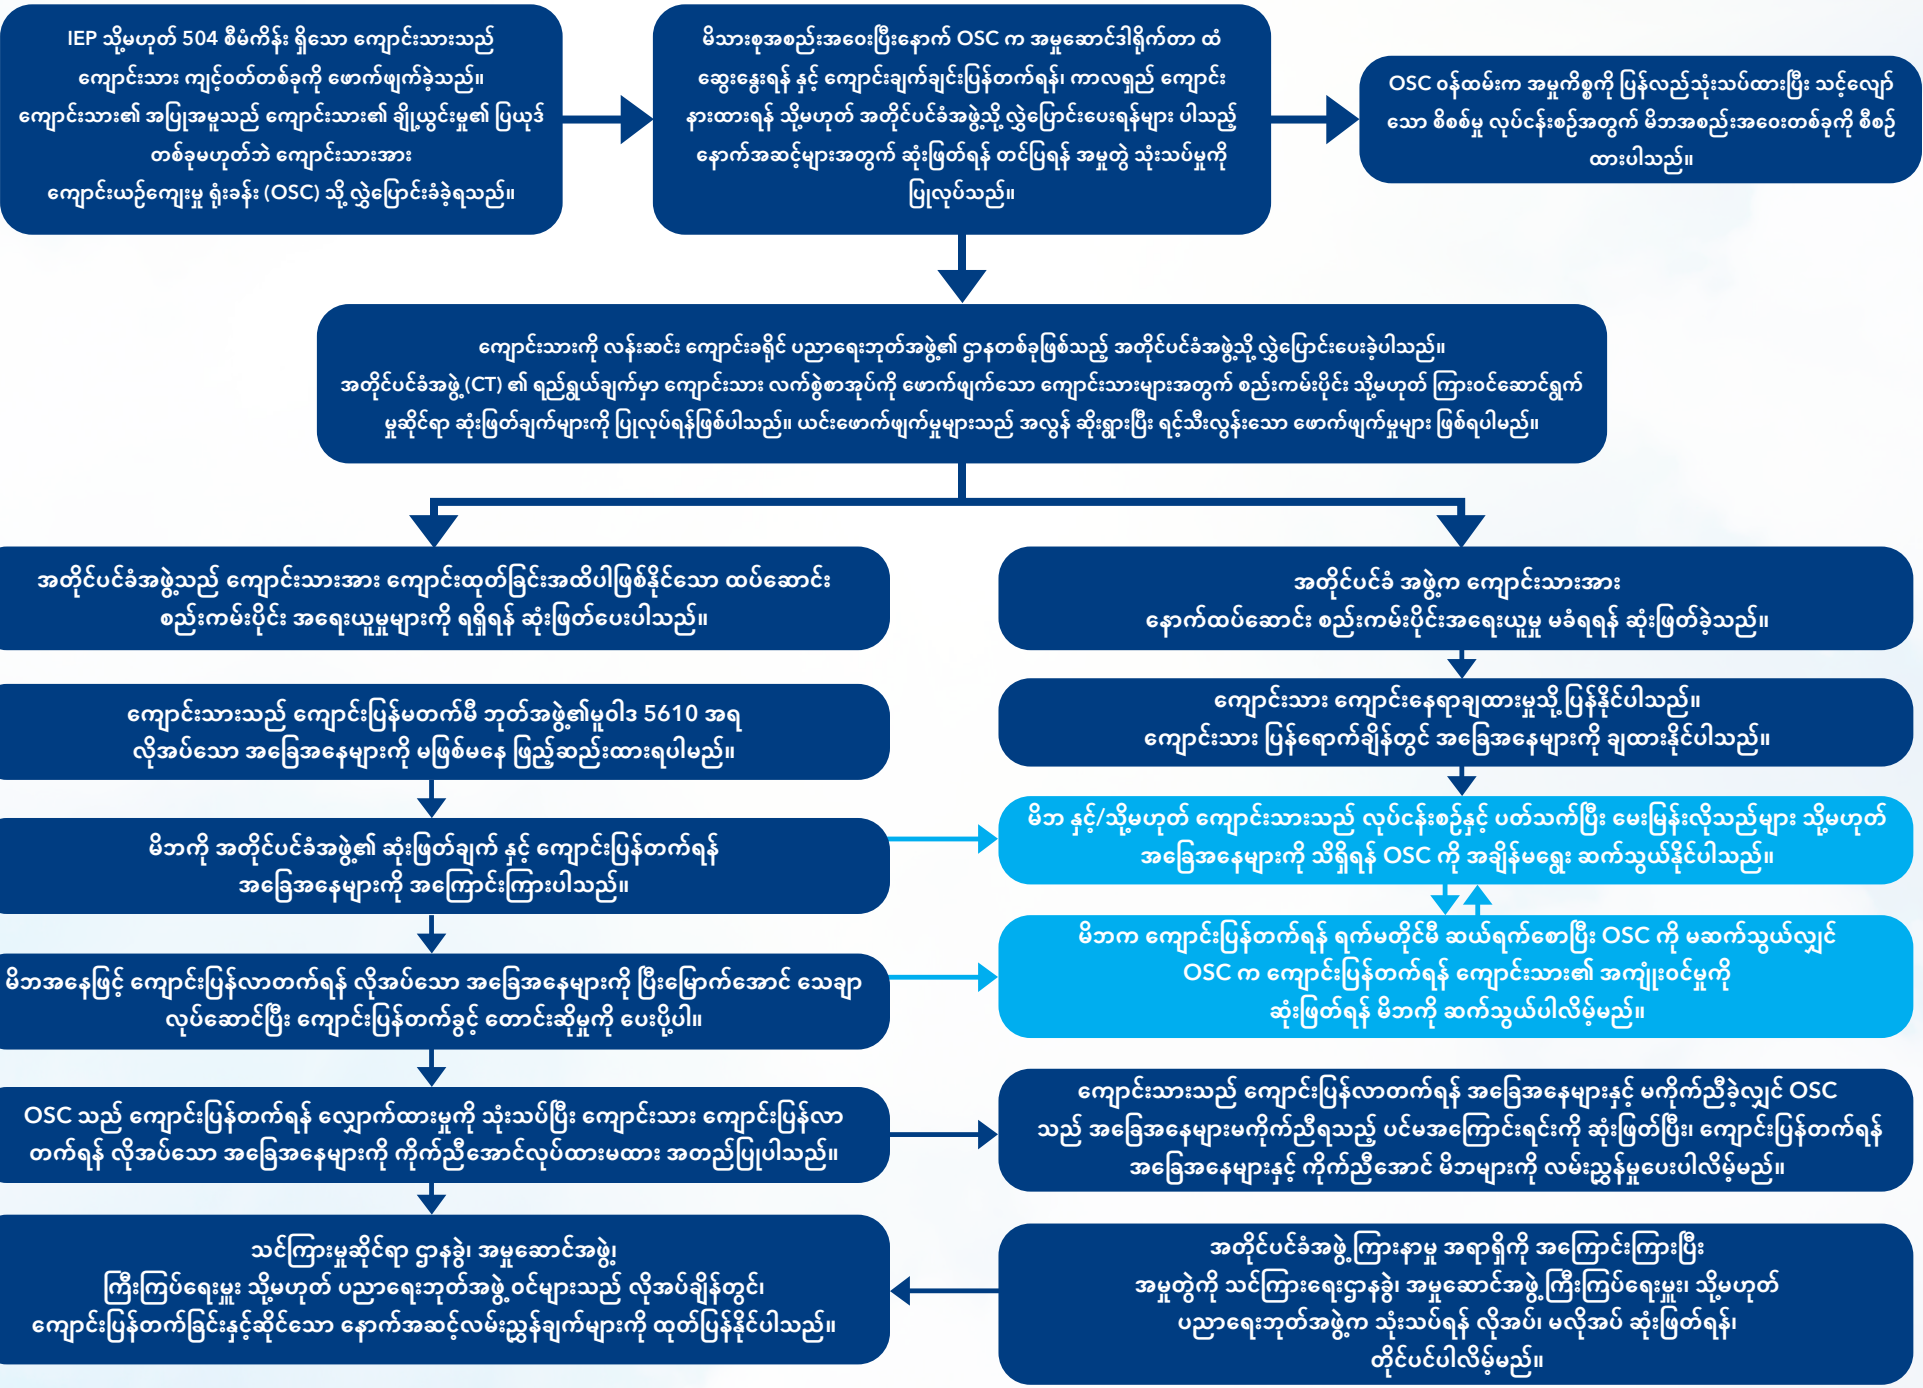 IEP သို့မဟုတ် 504 စီမံကိန်း ရှိသော ကျောင်းသားသည်
ကျောင်းသား ကျင့်ဝတ်တစ်ခုကို ဖောက်ဖျက်ခဲ့သည်။
ကျောင်းသား၏ အပြုအမူသည် ကျောင်းသား၏ ချို့ယွင်းမှု၏ ပြယုဒ်
တစ်ခုမဟုတ်ဘဲ ကျောင်းသားအား
ကျောင်းယဉ်ကျေးမှု ရုံးခန်း (OSC) သို့ လွှဲပြောင်းခံခဲ့ရသည်။
မိသားစုအစည်းအဝေးပြီးနောက် OSC က အမှုဆောင်ဒါရိုက်တာ ထံ
ဆွေးနွေးရန် နှင့် ကျောင်းချက်ချင်းပြန်တက်ရန်၊ ကာလရှည် ကျောင်း
နားထားရန် သို့မဟုတ် အတိုင်ပင်ခံအဖွဲ့သို့ လွှဲပြောင်းပေးရန်များ ပါသည့်
နောက်အဆင့်များအတွက် ဆုံးဖြတ်ရန် တင်ပြရန် အမှုတွဲ သုံးသပ်မှုကို
ပြုလုပ်သည်။
OSC ဝန်ထမ်းက အမှုကိစ္စကို ပြန်လည်သုံးသပ်ထားပြီး သင့်လျော်
သော စိစစ်မှု လုပ်ငန်းစဉ်အတွက် မိဘအစည်းအဝေးတစ်ခုကို စီစဉ်
ထားပါသည်။
ကျောင်းသားကို လန်းဆင်း ကျောင်းခရိုင် ပညာရေးဘုတ်အဖွဲ့၏ ဌာနတစ်ခုဖြစ်သည့် အတိုင်ပင်ခံအဖွဲ့သို့ လွှဲပြောင်းပေးခဲ့ပါသည်။
အတိုင်ပင်ခံအဖွဲ့ (CT) ၏ ရည်ရွယ်ချက်မှာ ကျောင်းသား လက်စွဲစာအုပ်ကို ဖောက်ဖျက်သော ကျောင်းသားများအတွက် စည်းကမ်းပိုင်း သို့မဟုတ် ကြားဝင်ဆောင်ရွက်
မှုဆိုင်ရာ ဆုံးဖြတ်ချက်များကို ပြုလုပ်ရန်ဖြစ်ပါသည်။ ယင်းဖောက်ဖျက်မှုများသည် အလွန် ဆိုးရွားပြီး ရင့်သီးလွန်းသော ဖောက်ဖျက်မှုများ ဖြစ်ရပါမည်။
အတိုင်ပင်ခံအဖွဲ့သည် ကျောင်းသားအား ကျောင်းထုတ်ခြင်းအထိပါဖြစ်နိုင်သော ထပ်ဆောင်း
စည်းကမ်းပိုင်း အရေးယူမှုများကို ရရှိရန် ဆုံးဖြတ်ပေးပါသည်။
အတိုင်ပင်ခံ အဖွဲ့က ကျောင်းသားအား
နောက်ထပ်ဆောင်း စည်းကမ်းပိုင်းအရေးယူမှု မခံရရန် ဆုံးဖြတ်ခဲ့သည်။
ကျောင်းသားသည် ကျောင်းပြန်မတက်မီ ဘုတ်အဖွဲ့၏မူဝါဒ 5610 အရ
လိုအပ်သော အခြေအနေများကို မဖြစ်မနေ ဖြည့်ဆည်းထားရပါမည်။
ကျောင်းသား ကျောင်းနေရာချထားမှုသို့ ပြန်နိုင်ပါသည်။
ကျောင်းသား ပြန်ရောက်ချိန်တွင် အခြေအနေများကို ချထားနိုင်ပါသည်။
မိဘကို အတိုင်ပင်ခံအဖွဲ့၏ ဆုံးဖြတ်ချက် နှင့် ကျောင်းပြန်တက်ရန်
အခြေအနေများကို အကြောင်းကြားပါသည်။
မိဘ နှင့်/သို့မဟုတ် ကျောင်းသားသည် လုပ်ငန်းစဉ်နှင့် ပတ်သက်ပြီး မေးမြန်းလိုသည်များ သို့မဟုတ်
အခြေအနေများကို သိရှိရန် OSC ကို အချိန်မရွေး ဆက်သွယ်နိုင်ပါသည်။
မိဘအနေဖြင့် ကျောင်းပြန်လာတက်ရန် လိုအပ်သော အခြေအနေများကို ပြီးမြောက်အောင် သေချာ
လုပ်ဆောင်ပြီး ကျောင်းပြန်တက်ခွင့် တောင်းဆိုမှုကို ပေးပို့ပါ။
မိဘက ကျောင်းပြန်တက်ရန် ရက်မတိုင်မီ ဆယ်ရက်စောပြီး OSC ကို မဆက်သွယ်လျှင်
OSC က ကျောင်းပြန်တက်ရန် ကျောင်းသား၏ အကျုံးဝင်မှုကို
ဆုံးဖြတ်ရန် မိဘကို ဆက်သွယ်ပါလိမ့်မည်။
OSC သည် ကျောင်းပြန်တက်ရန် လျှောက်ထားမှုကို သုံးသပ်ပြီး ကျောင်းသား ကျောင်းပြန်လာ
တက်ရန် လိုအပ်သော အခြေအနေများကို ကိုက်ညီအောင်လုပ်ထားမထား အတည်ပြုပါသည်။
ကျောင်းသားသည် ကျောင်းပြန်လာတက်ရန် အခြေအနေများနှင့် မကိုက်ညီခဲ့လျှင် OSC
သည် အခြေအနေများမကိုက်ညီရသည့် ပင်မအကြောင်းရင်းကို ဆုံးဖြတ်ပြီး၊ ကျောင်းပြန်တက်ရန်
အခြေအနေများနှင့် ကိုက်ညီအောင် မိဘများကို လမ်းညွှန်မှုပေးပါလိမ့်မည်။
သင်ကြားမှုဆိုင်ရာ ဌာနခွဲ၊ အမှုဆောင်အဖွဲ့၊
ကြီးကြပ်ရေးမှူး သို့မဟုတ် ပညာရေးဘုတ်အဖွဲ့ ဝင်များသည် လိုအပ်ချိန်တွင်၊
ကျောင်းပြန်တက်ခြင်းနှင့်ဆိုင်သော နောက်အဆင့်လမ်းညွှန်ချက်များကို ထုတ်ပြန်နိုင်ပါသည်။
အတိုင်ပင်ခံအဖွဲ့ ကြားနာမှု အရာရှိကို အကြောင်းကြားပြီး
အမှုတွဲကို သင်ကြားရေးဌာနခွဲ၊ အမှုဆောင်အဖွဲ့ ကြီးကြပ်ရေးမှူး၊ သို့မဟုတ်
ပညာရေးဘုတ်အဖွဲ့က သုံးသပ်ရန် လိုအပ်၊ မလိုအပ် ဆုံးဖြတ်ရန်၊
တိုင်ပင်ပါလိမ့်မည်။